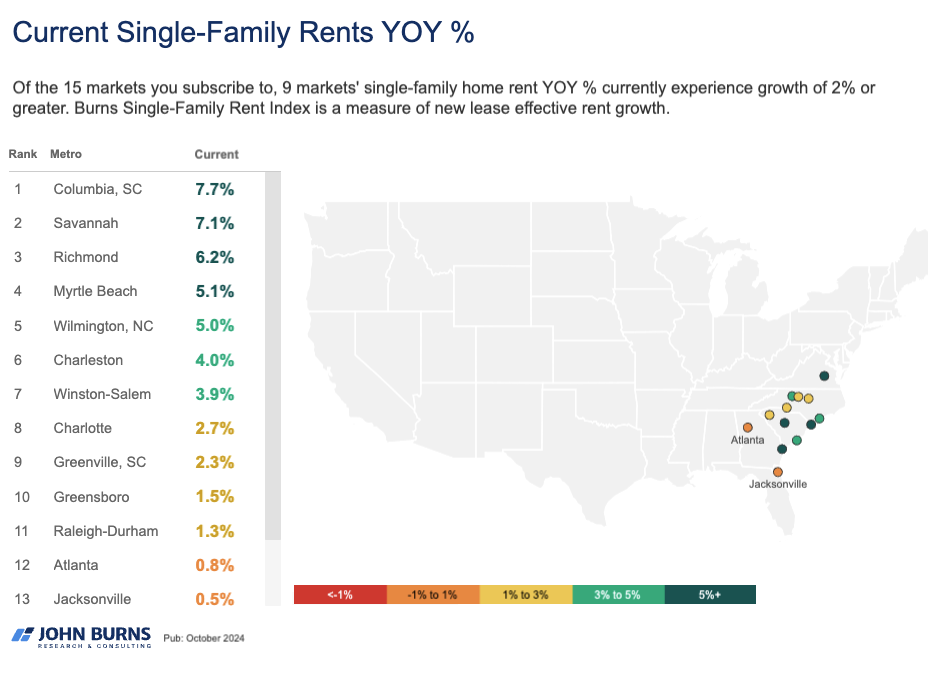 Current Single-Family Rents YOY %
Of the 15 markets you subscribe to, 9 markets' single-family home rent YOY % currently experience growth of 2% or
greater. Burns Single-Family Rent Index is a measure of new lease effective rent growth.
Rank Metro Current
1 Columbia, SC 7.7%
2 Savannah 7.1%
3 Richmond 6.2%
4 Myrtle Beach 5.1%
5 Wilmington, NC 5.0%
6 Charleston 4.0%
7 Winston-Salem 3.9%
8 Charlotte 2.7%
9 Greenville, SC 2.3%
10 Greensboro 1.5%
11 Raleigh-Durham 1.3%
12 Atlanta 0.8%
13 Jacksonville 0.5%
Atlanta
Jacksonville
<-1% -1% to 1% 1% to 3% 3% to 5% 5%+
JOHN BURNS
RESEARCH & CONSULTING
Pub: October 2024